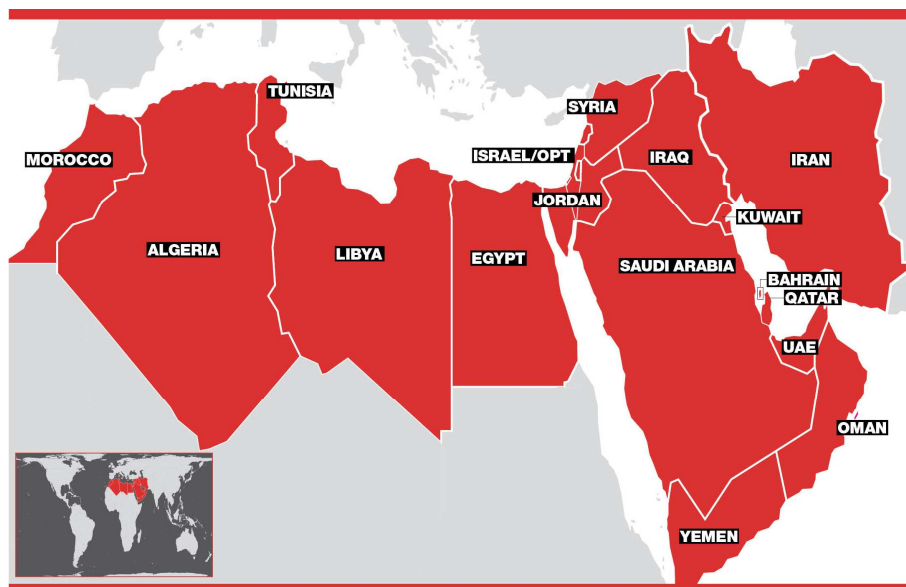 TUNISIA
SYRIA
MOROCCO
ISRAEL/OPT
IRAQ
IRAN
JORDAN
KUWAIT
ALGERIA
LIBYA
EGYPT
SAUDI ARABIA
BAHRAIN
QATAR
UAE
OMAN
YEMEN